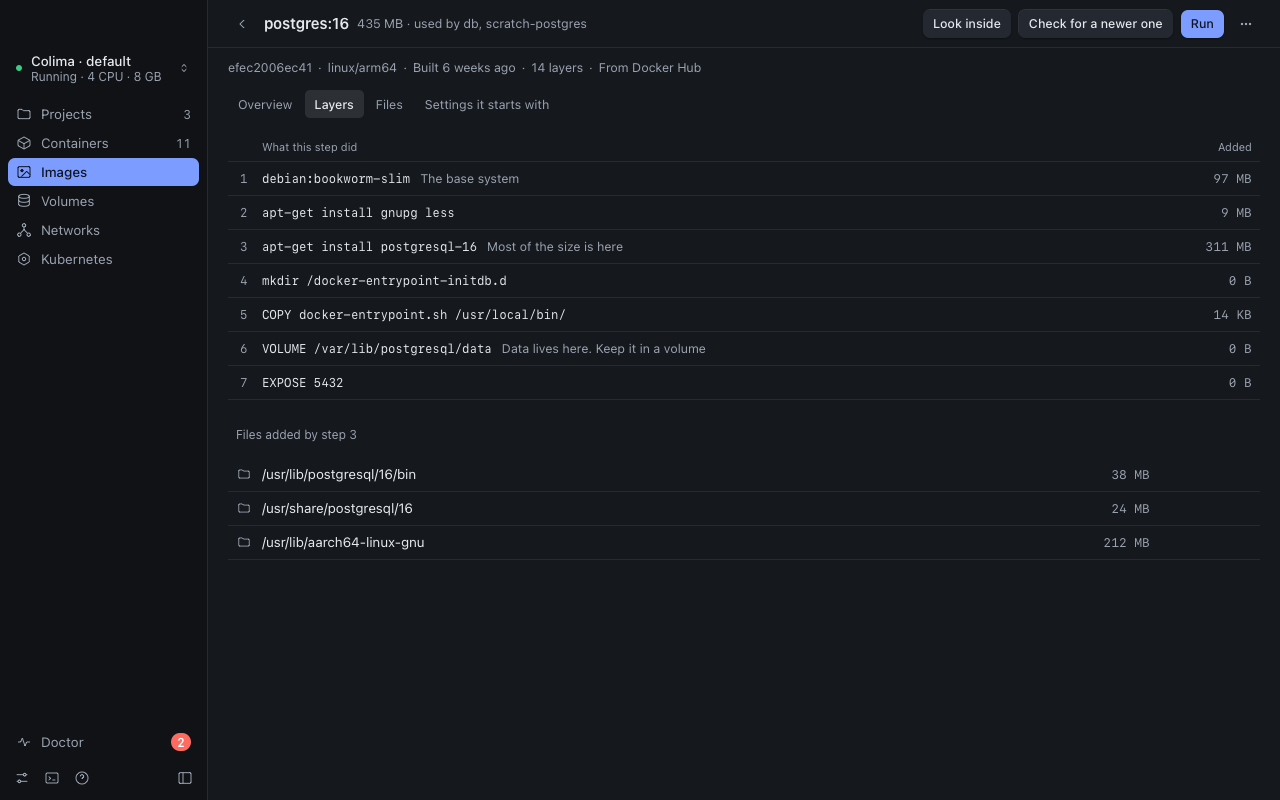 Colima · default
Running · 4 CPU · 8 GB
Projects 3
Containers 11
Images
Volumes
Networks
Kubernetes
Doctor 2
postgres:16 435 MB · used by db, scratch-postgres
Look inside
Check for a newer one
Run
efec2006ec41 · linux/arm64 · Built 6 weeks ago · 14 layers · From Docker Hub
Overview Layers Files Settings it starts with
What this step did Added
1 debian:bookworm-slim The base system 97 MB
2 apt-get install gnupg less 9 MB
3 apt-get install postgresql-16 Most of the size is here 311 MB
4 mkdir /docker-entrypoint-initdb.d 0 B
5 COPY docker-entrypoint.sh /usr/local/bin/ 14 KB
6 VOLUME /var/lib/postgresql/data Data lives here. Keep it in a volume 0 B
7 EXPOSE 5432 0 B
Files added by step 3
/usr/lib/postgresql/16/bin 38 MB
/usr/share/postgresql/16 24 MB
/usr/lib/aarch64-linux-gnu 212 MB